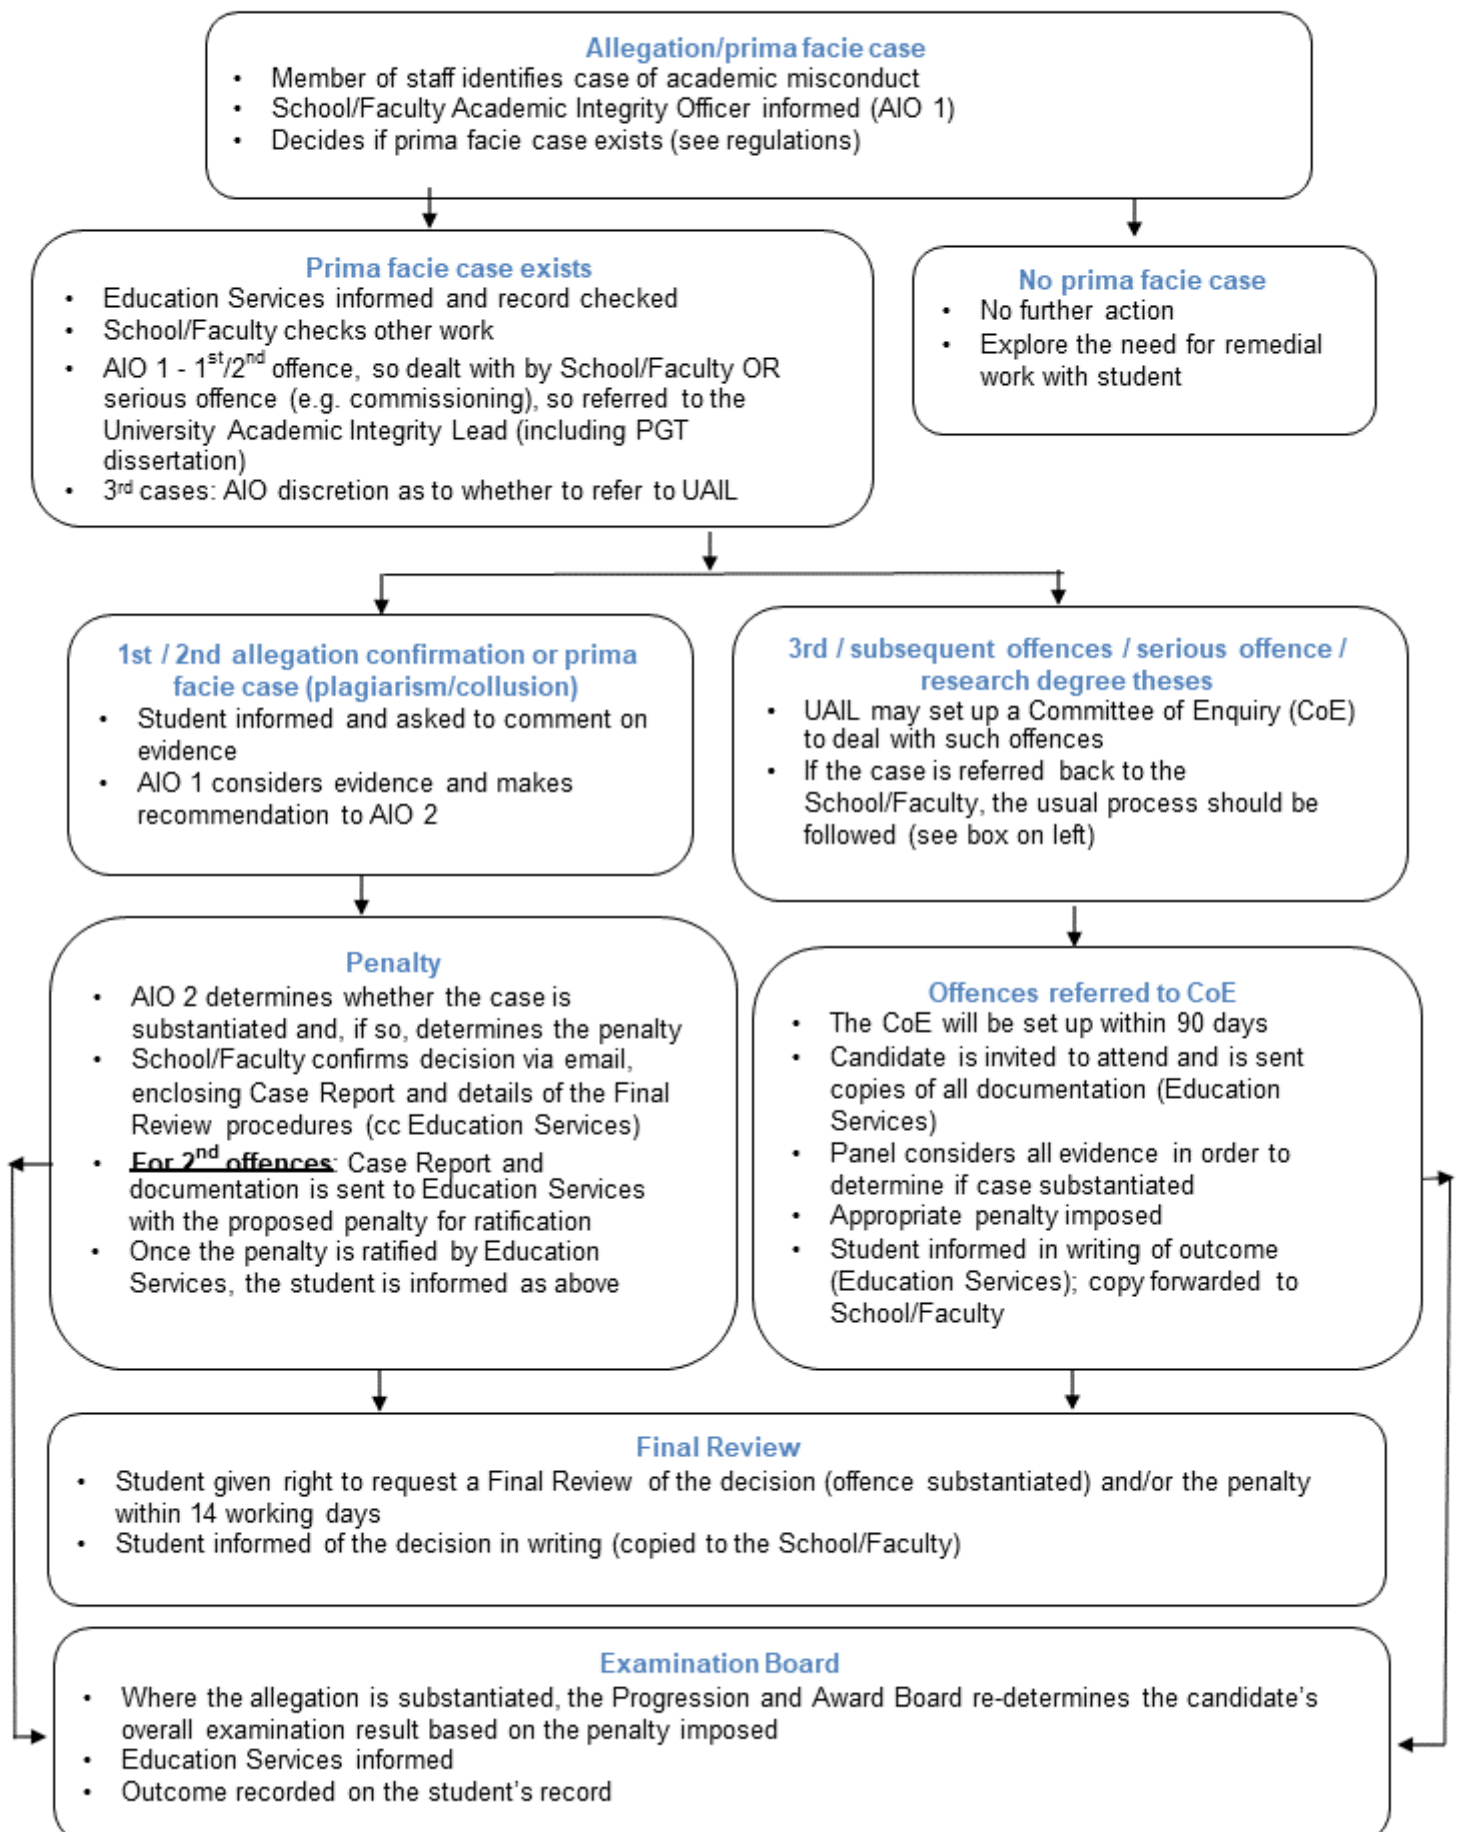 Allegation/prima facie case
• Member of staff identifies case of academic misconduct
• School/Faculty Academic Integrity Officer informed (AIO 1)
• Decides if prima facie case exists (see regulations)
Prima facie case exists
• Education Services informed and record checked
• School/Faculty checks other work
• AIO 1 - 1st/2nd offence, so dealt with by School/Faculty OR
serious offence (e.g. commissioning), so referred to the
University Academic Integrity Lead (including PGT
dissertation)
• 3rd cases: AIO discretion as to whether to refer to UAIL
No prima facie case
• No further action
• Explore the need for remedial
work with student
1st / 2nd allegation confirmation or prima
facie case (plagiarism/collusion)
• Student informed and asked to comment on
evidence
• AIO 1 considers evidence and makes
recommendation to AIO 2
3rd / subsequent offences / serious offence /
research degree theses
• UAIL may set up a Committee of Enquiry (CoE)
to deal with such offences
• If the case is referred back to the
School/Faculty, the usual process should be
followed (see box on left)
Penalty
• AIO 2 determines whether the case is
substantiated and, if so, determines the penalty
• School/Faculty confirms decision via email,
enclosing Case Report and details of the Final
Review procedures (cc Education Services)
• For 2nd offences: Case Report and
documentation is sent to Education Services
with the proposed penalty for ratification
• Once the penalty is ratified by Education
Services, the student is informed as above
Offences referred to CoE
• The CoE will be set up within 90 days
• Candidate is invited to attend and is sent
copies of all documentation (Education
Services)
• Panel considers all evidence in order to
determine if case substantiated
• Appropriate penalty imposed
• Student informed in writing of outcome
(Education Services); copy forwarded to
School/Faculty
Final Review
• Student given right to request a Final Review of the decision (offence substantiated) and/or the penalty
within 14 working days
• Student informed of the decision in writing (copied to the School/Faculty)
Examination Board
• Where the allegation is substantiated, the Progression and Award Board re-determines the candidate's
overall examination result based on the penalty imposed
• Education Services informed
• Outcome recorded on the student's record